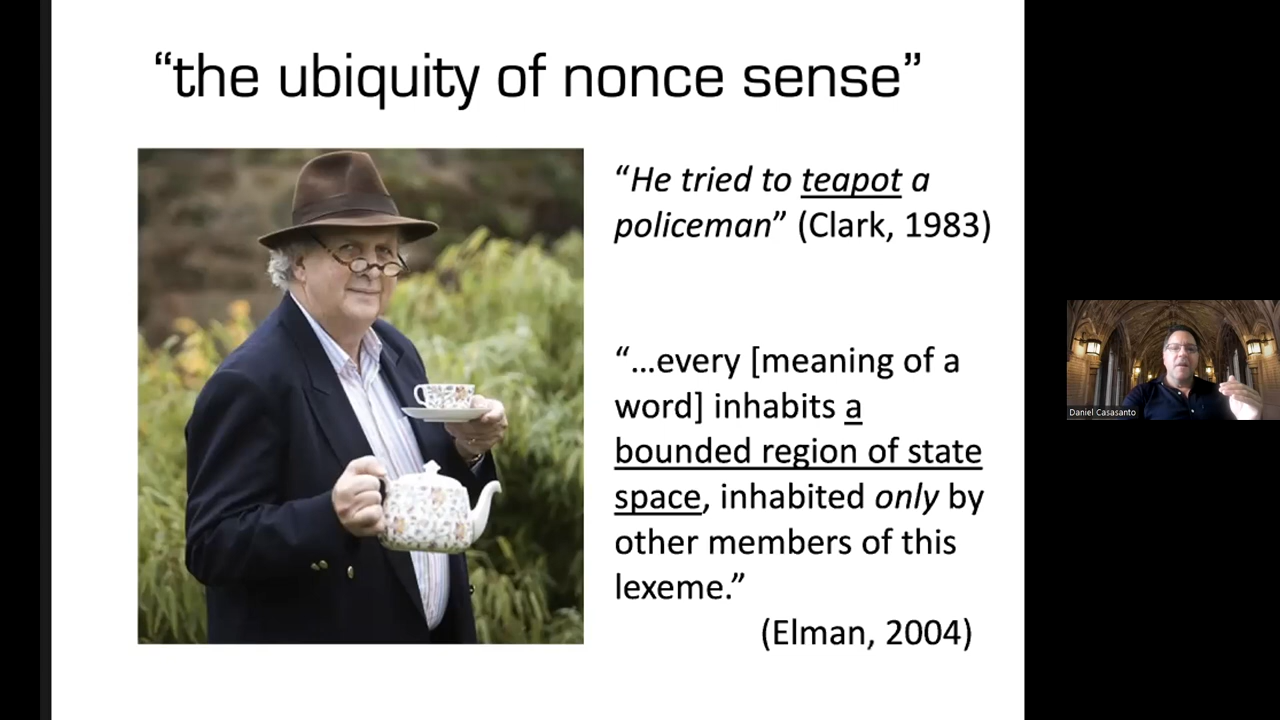 “the ubiquity of nonce sense”
“He tried to teapot a
policeman” (Clark, 1983)
“...every [meaning of a
word] inhabits a
bounded region of state
space, inhabited only by
other members of this
lexeme.”
(Elman, 2004)
Daniel Casasanto